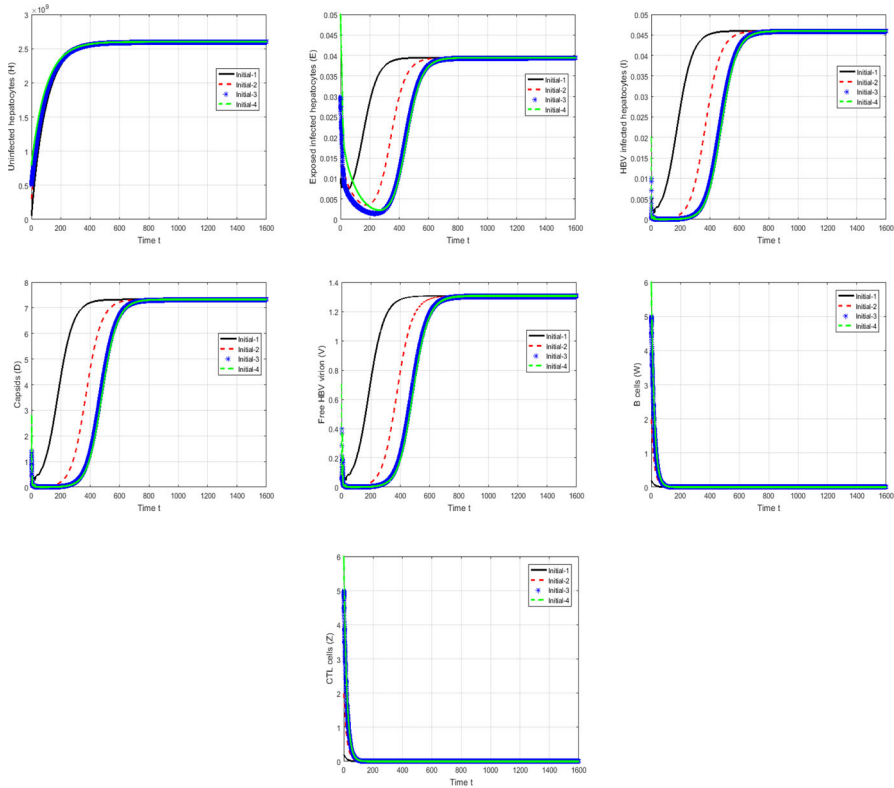 ×10^9
3
2.5
2
1.5
1
0.5
0
Uninfected hepatocytes (H)
Initial-1
Initial-2
Initial-3
Initial-4
0 200 400 600 800 1000 1200 1400 1600
Time t
0.05
0.045
0.04
0.035
0.03
0.025
0.02
0.015
0.01
0.005
0
Exposed infected hepatocytes (E)
Initial-1
Initial-2
Initial-3
Initial-4
0 200 400 600 800 1000 1200 1400 1600
Time t
0.05
0.045
0.04
0.035
0.03
0.025
0.02
0.015
0.01
0.005
0
HBV infected hepatocytes (I)
Initial-1
Initial-2
Initial-3
Initial-4
0 200 400 600 800 1000 1200 1400 1600
Time t
8
7
6
5
4
3
2
1
0
Capsids (D)
Initial-1
Initial-2
Initial-3
Initial-4
0 200 400 600 800 1000 1200 1400 1600
Time t
1.4
1.2
1
0.8
0.6
0.4
0.2
0
Free HBV virion (V)
Initial-1
Initial-2
Initial-3
Initial-4
0 200 400 600 800 1000 1200 1400 1600
Time t
6
5
4
3
2
1
0
B cells (W)
Initial-1
Initial-2
Initial-3
Initial-4
0 200 400 600 800 1000 1200 1400 1600
Time t
6
5
4
3
2
1
0
CTL cells (Z)
Initial-1
Initial-2
Initial-3
Initial-4
0 200 400 600 800 1000 1200 1400 1600
Time t